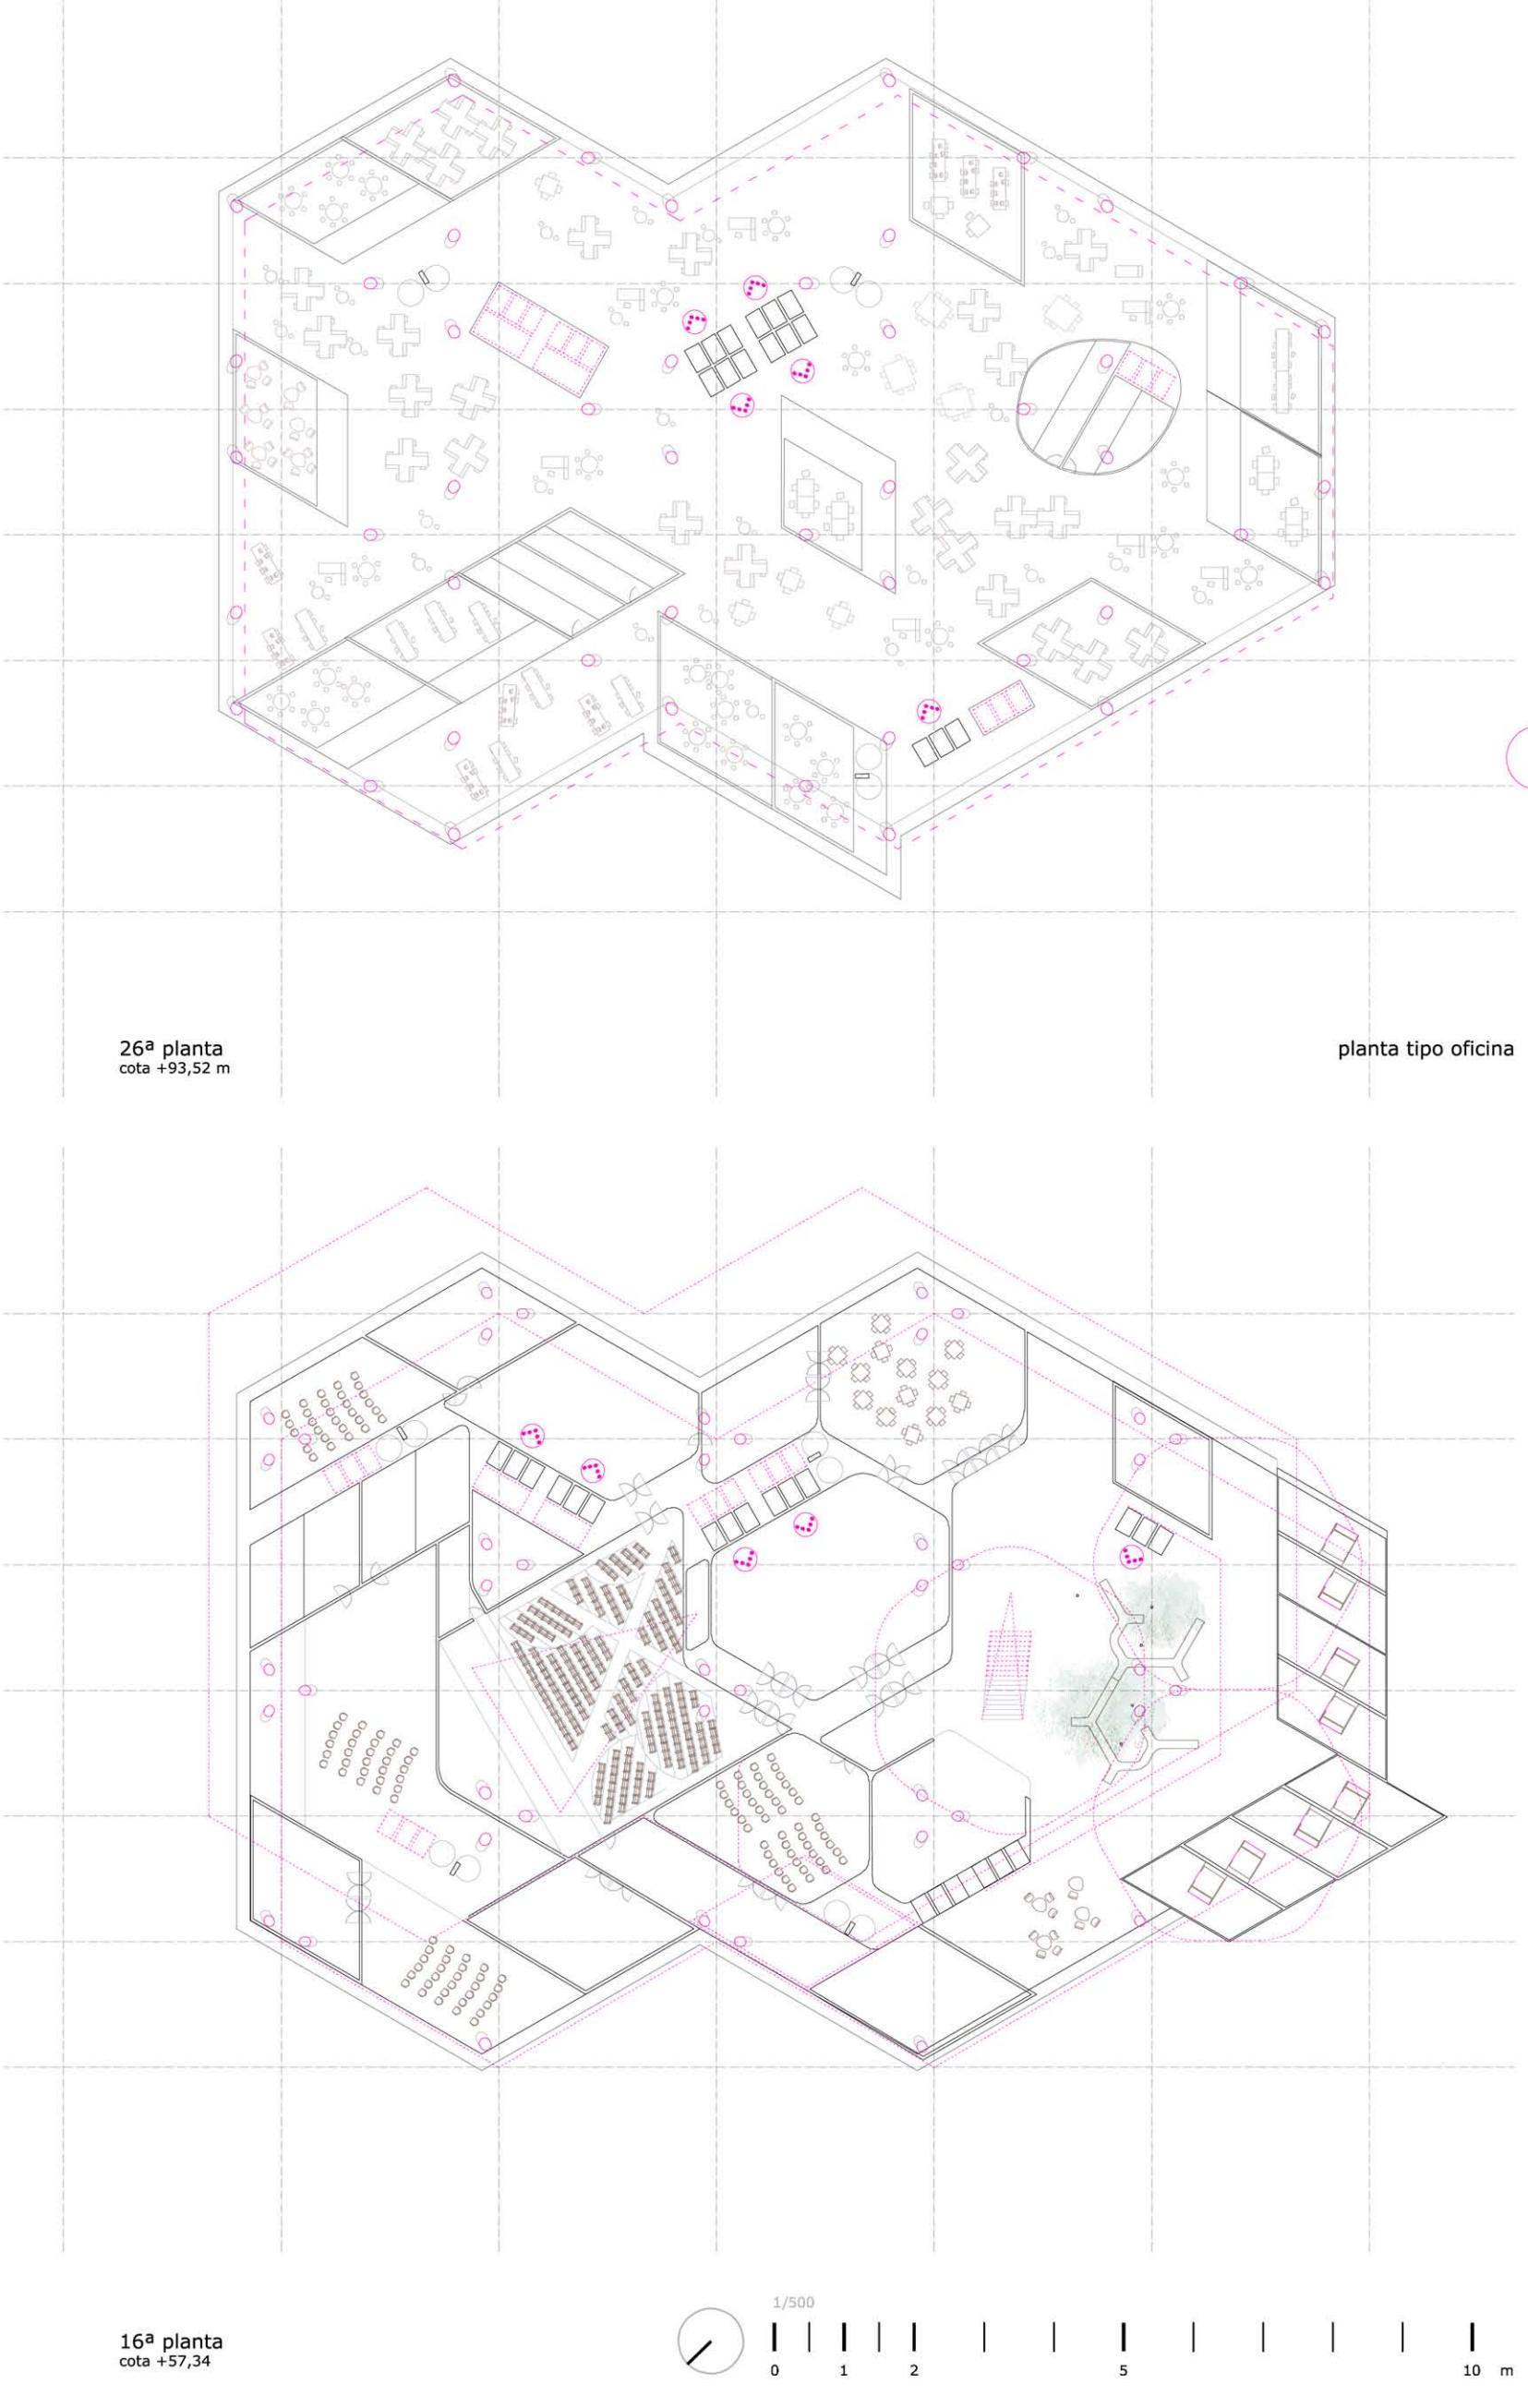 26ª planta
cota +93,52 m
planta tipo oficina
1/500
0 1 2 5 10 m
16ª planta
cota +57,34